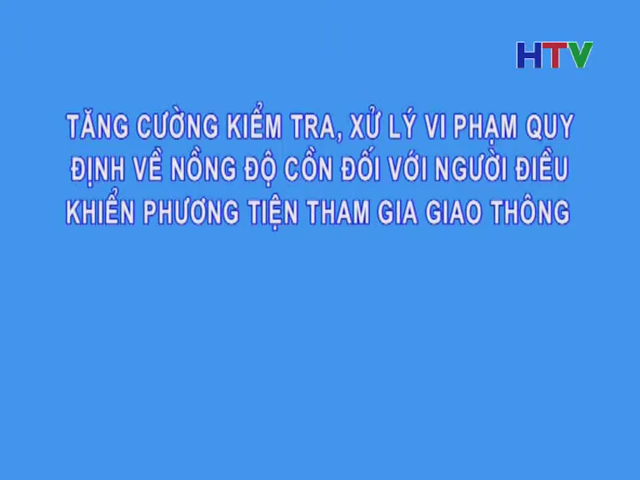 HTV
TĂNG CƯỜNG KIỂM TRA, XỬ LÝ VI PHẠM QUY
ĐỊNH VỀ NỒNG ĐỘ CỒN ĐỐI VỚI NGƯỜI ĐIỀU
KHIỂN PHƯƠNG TIỆN THAM GIA GIAO THÔNG